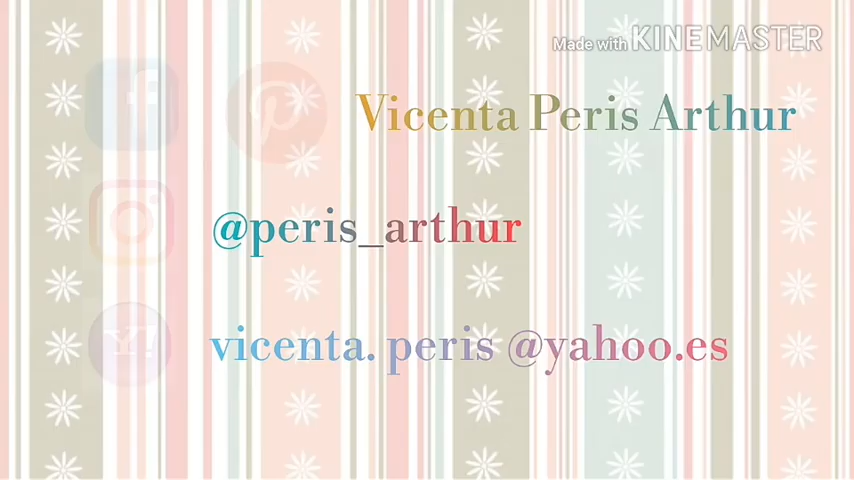 Made with KINEMASTER
Vicenta Peris Arthur
@peris_arthur
vicenta. peris @yahoo.es
Y!